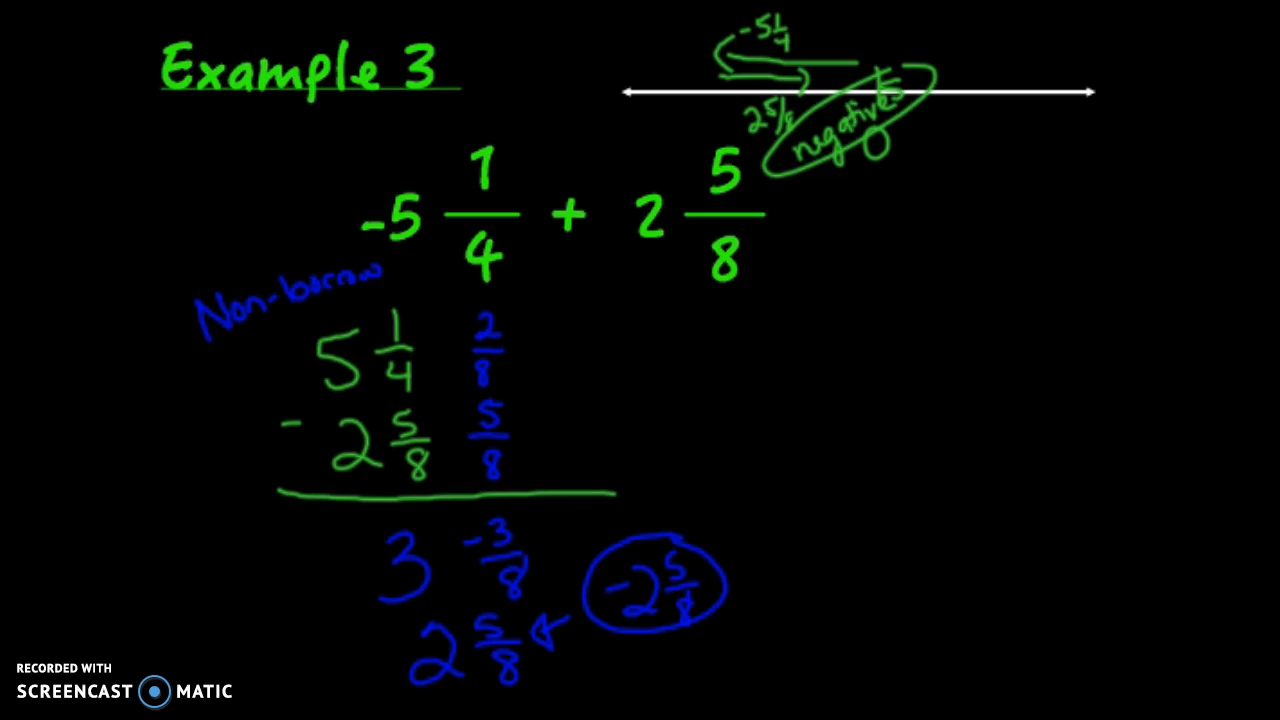 Example 3
-5 1/4
2 5/8
negatives
-5 1/4 + 2 5/8
Non-borrow
5 1/4 2/8
- 2 5/8 5/8
3 -3/8
2 5/8
-2 5/8
RECORDED WITH
SCREENCAST MATIC